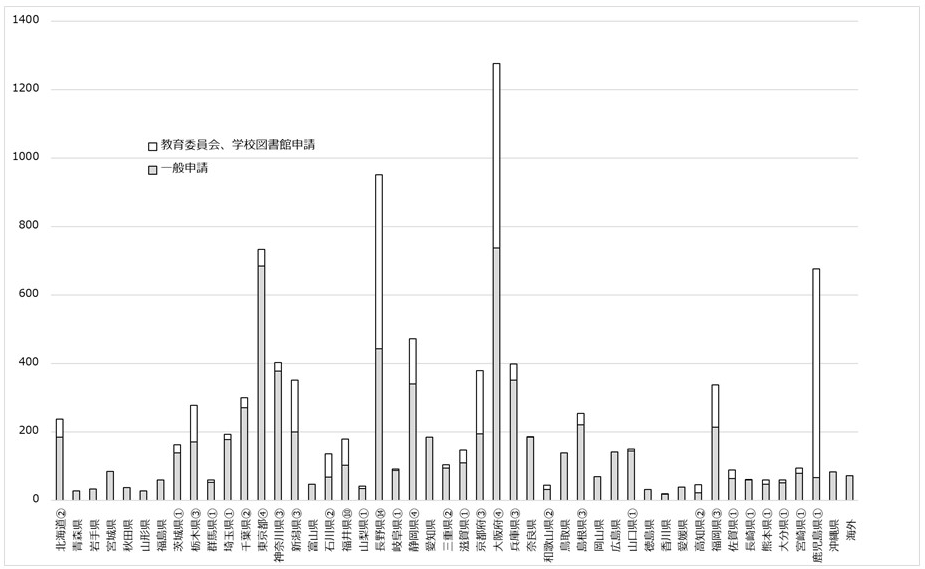 1400
1200
1000
800
600
400
200
0
教育委員会、学校図書館申請
一般申請
北海道②
青森県
岩手県
宮城県
秋田県
山形県
福島県
茨城県①
栃木県③
群馬県①
埼玉県①
千葉県②
東京都④
神奈川県③
新潟県③
富山県
石川県②
福井県⑩
山梨県①
長野県⑭
岐阜県①
静岡県④
愛知県
三重県②
滋賀県①
京都府③
大阪府④
兵庫県③
奈良県
和歌山県②
鳥取県
島根県③
岡山県
広島県
山口県①
徳島県
香川県
愛媛県
高知県②
福岡県③
佐賀県①
長崎県①
熊本県①
大分県①
宮崎県①
鹿児島県①
沖縄県
海外